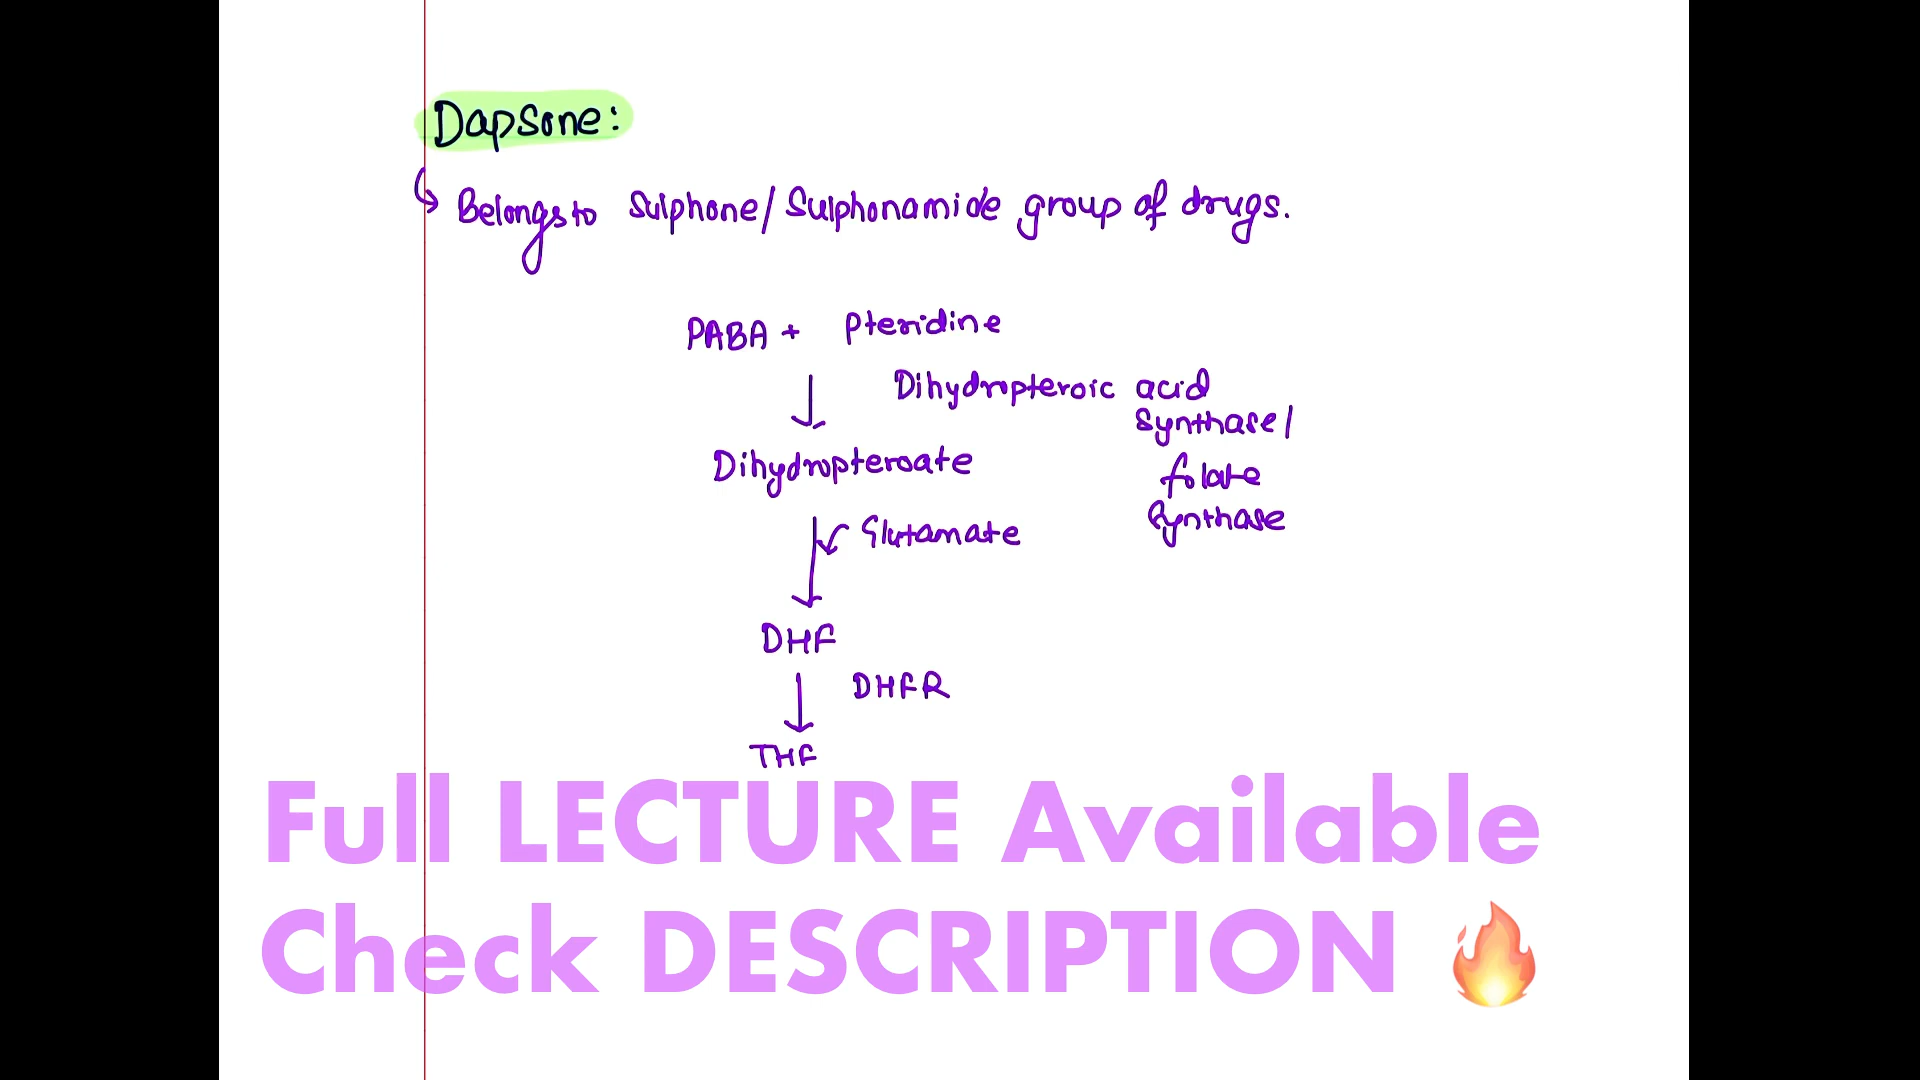 Dapsone:
Belongs to Sulphone/Sulphonamide group of drugs.
PABA + Pteridine
Dihydropteroic acid
Synthase/
folate
Synthase
Dihydropteroate
Glutamate
DHF
DHFR
THF
Full LECTURE Available
Check DESCRIPTION 🔥